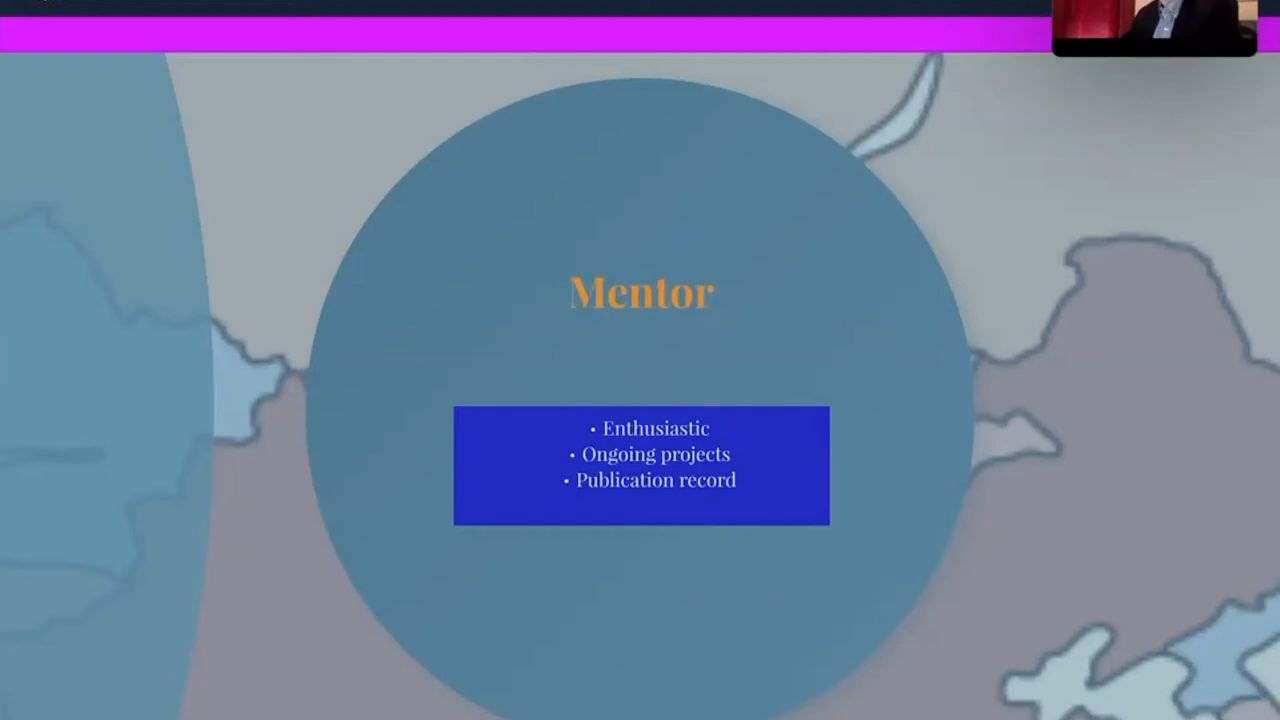 Mentor
• Enthusiastic
• Ongoing projects
• Publication record